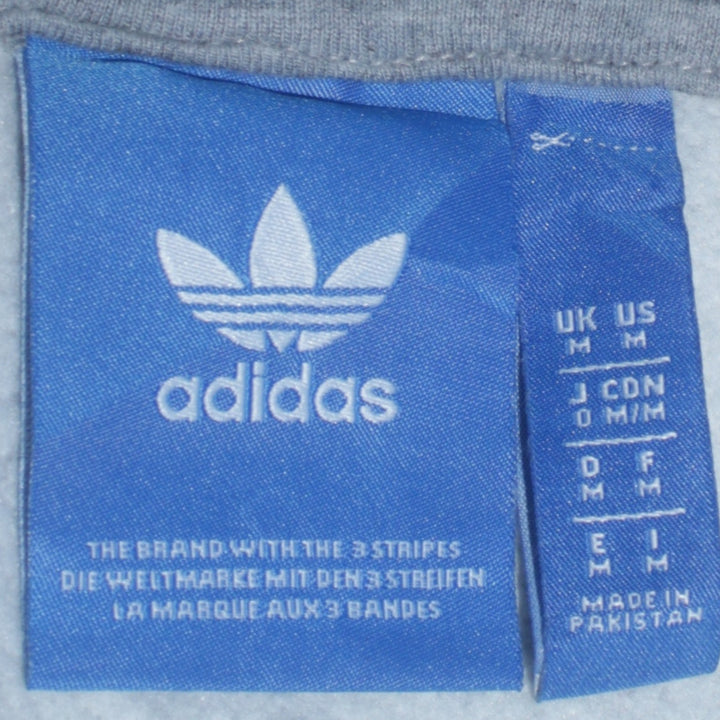 adidas
THE BRAND WITH THE 3 STRIPES
DIE WELTMARKE MIT DEN 3 STREIFEN
LA MARQUE AUX 3 BANDES
UK US
M M
J CDN
O M/M
D F
M M
E I
M M
MADE IN
PAKISTAN